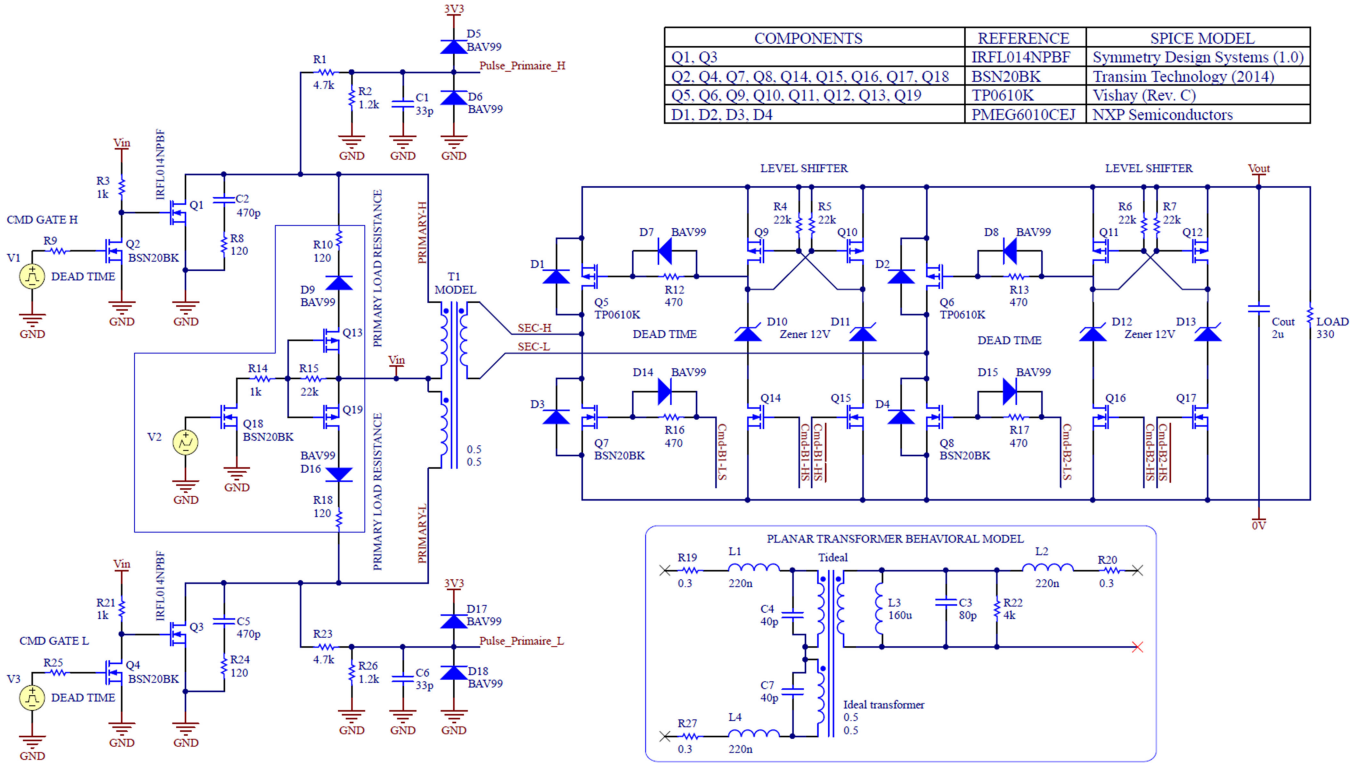 COMPONENTS REFERENCE SPICE MODEL
Q1, Q3 IRFL014NPBF Symmetry Design Systems (1.0)
Q2, Q4, Q7, Q8, Q14, Q15, Q16, Q17, Q18 BSN20BK Transim Technology (2014)
Q5, Q6, Q9, Q10, Q11, Q12, Q13, Q19 TP0610K Vishay (Rev. C)
D1, D2, D3, D4 PMEG6010CEJ NXP Semiconductors
3V3
D5
BAV99
R1
4.7k
Pulse_Primaire_H
R2
1.2k
C1
33p
D6
BAV99
GND
GND
GND
Vin
R3
1k
IRFL014NPBF
Q1
C2
470p
R8
120
CMD GATE H
R9
Q2
BSN20BK
V1
DEAD TIME
GND
GND
GND
R10
120
D9
BAV99
PRIMARY LOAD RESISTANCE
PRIMARY-H
Q13
R14
1k
R15
22k
Vin
Q18
BSN20BK
Q19
V2
GND
GND
BAV99
D16
R18
120
PRIMARY LOAD RESISTANCE
PRIMARY-L
T1
MODEL
0.5
0.5
SEC-H
SEC-L
LEVEL SHIFTER
LEVEL SHIFTER
D1
Q5
TP0610K
D7
BAV99
R12
470
R4
22k
R5
22k
Q9
Q10
DEAD TIME
D10
Zener 12V
D11
D3
Q7
BSN20BK
D14
BAV99
R16
470
Cmd-B1-LS
Q14
Cmd-B1-HS
Cmd-B1-HS
Q15
D2
Q6
TP0610K
D8
BAV99
R13
470
R6
22k
R7
22k
Q11
Q12
DEAD TIME
D12
Zener 12V
D13
D4
Q8
BSN20BK
D15
BAV99
R17
470
Cmd-B2-LS
Q16
Cmd-B2-HS
Cmd-B2-HS
Q17
Vout
Cout
2u
LOAD
330
0V
Vin
R21
1k
IRFL014NPBF
Q3
C5
470p
R24
120
CMD GATE L
R25
Q4
BSN20BK
V3
DEAD TIME
GND
GND
GND
3V3
D17
BAV99
R23
4.7k
Pulse_Primaire_L
R26
1.2k
C6
33p
D18
BAV99
GND
GND
GND
PLANAR TRANSFORMER BEHAVIORAL MODEL
R19
0.3
L1
220n
Tideal
L2
220n
R20
0.3
C4
40p
L3
160u
C3
80p
R22
4k
C7
40p
Ideal transformer
0.5
0.5
R27
0.3
L4
220n